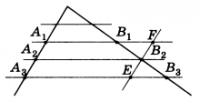 A₁ B₁ F
A₂ B₂
A₃ E B₃